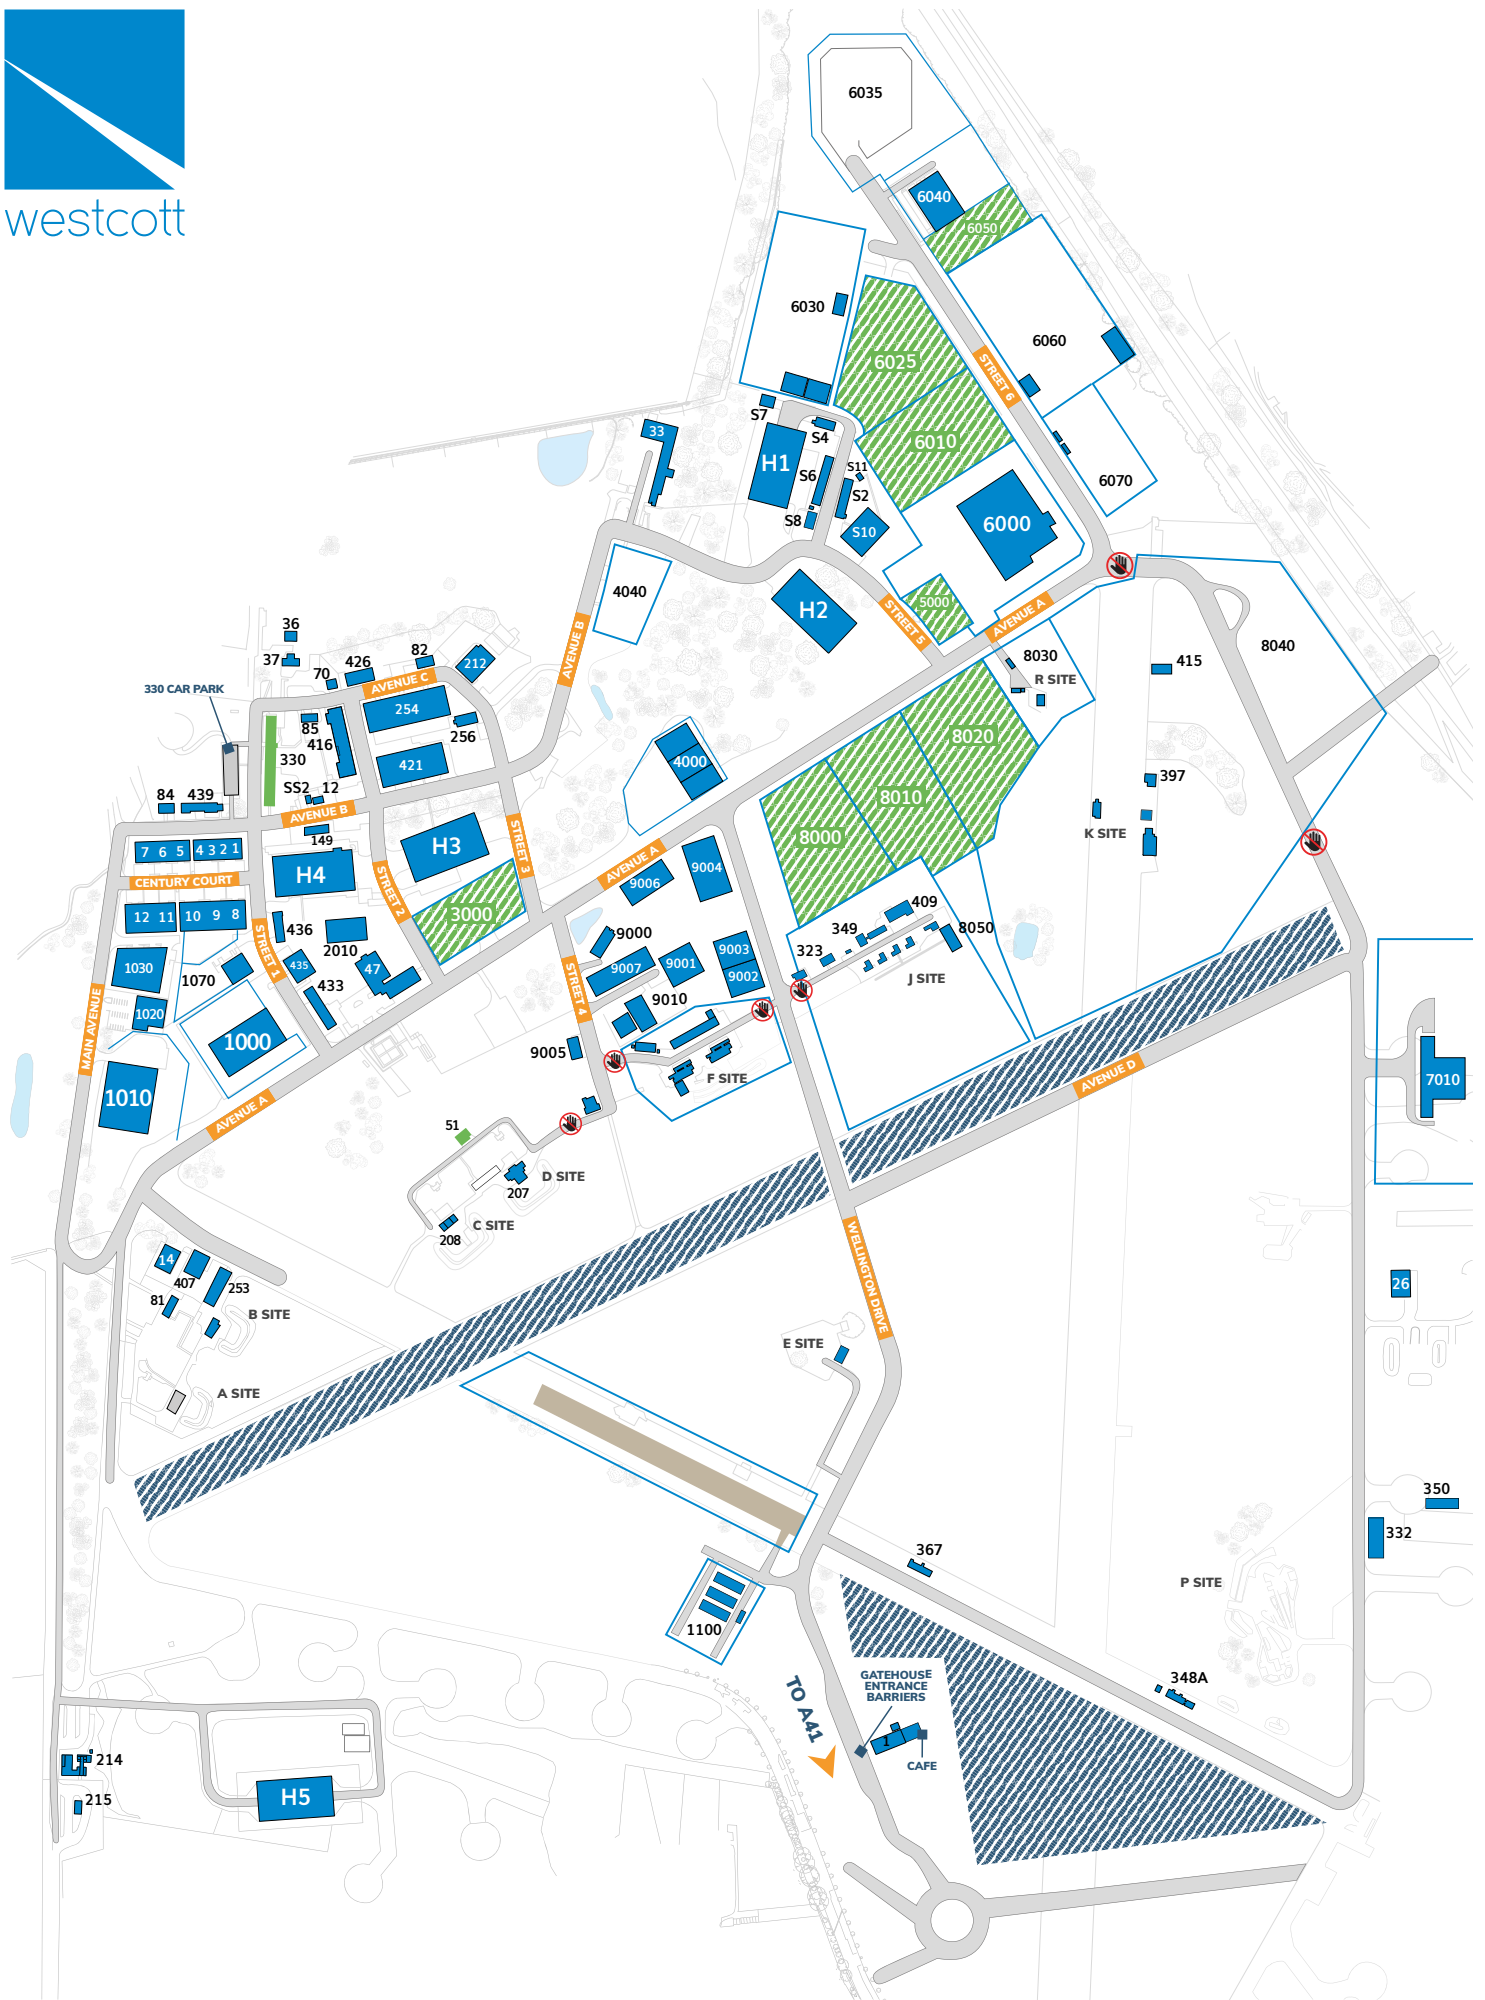 westcott
6035
6040
6050
6030
6060
6025
STREET 6
S7
S4
33
6010
H1
S11
S6
S2
6070
S8
S10
6000
4040
H2
5000
STREET 5
AVENUE A
36
AVENUE B
8030
8040
37
82
212
415
70
426
R SITE
330 CAR PARK
AVENUE C
254
85
416
256
8020
330
421
4000
397
SS2
12
8010
84
439
AVENUE B
K SITE
149
8000
7 6 5
4 3 2 1
H3
STREET 3
H4
AVENUE A
9004
CENTURY COURT
STREET 2
9006
12 11
10 9 8
3000
409
436
349
8050
2010
9000
323
STREET 1
9003
1030
435
47
9007
9001
9002
1070
STREET 4
J SITE
433
1020
9010
MAIN AVENUE
1000
9005
F SITE
AVENUE D
7010
1010
AVENUE A
51
D SITE
207
C SITE
208
14
407
253
81
B SITE
WELLINGTON DRIVE
26
E SITE
A SITE
350
332
367
P SITE
1100
TO A41
GATEHOUSE
ENTRANCE
BARRIERS
348A
1
CAFE
214
215
H5